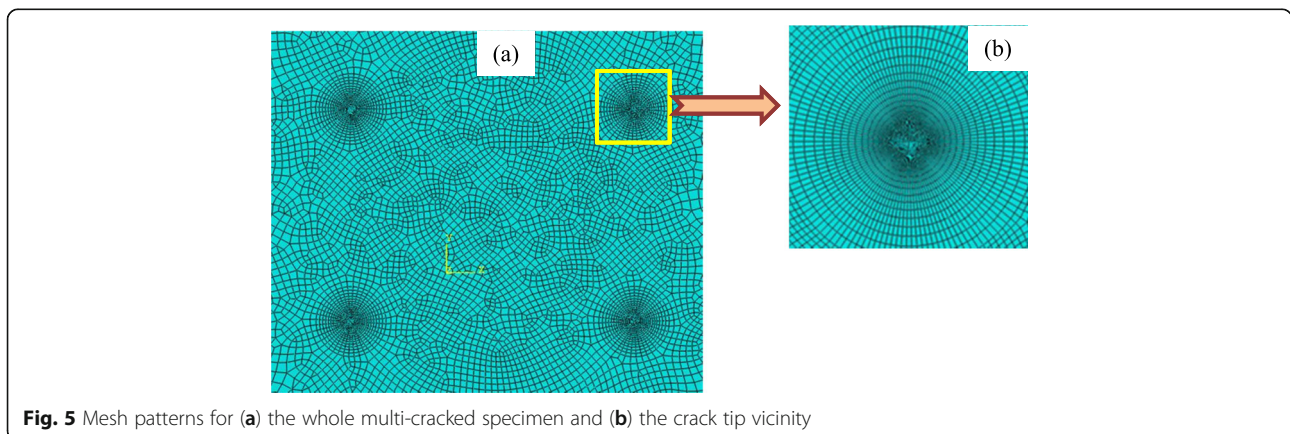 (a)
(b)
Fig. 5 Mesh patterns for (a) the whole multi-cracked specimen and (b) the crack tip vicinity